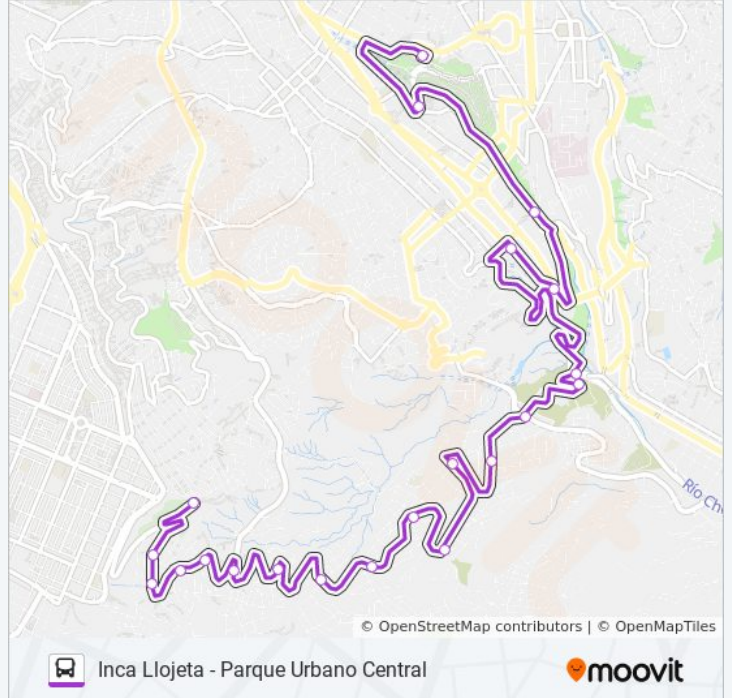 Río Ch
© OpenStreetMap contributors | © OpenMapTiles
Inca Llojeta - Parque Urbano Central
moovit